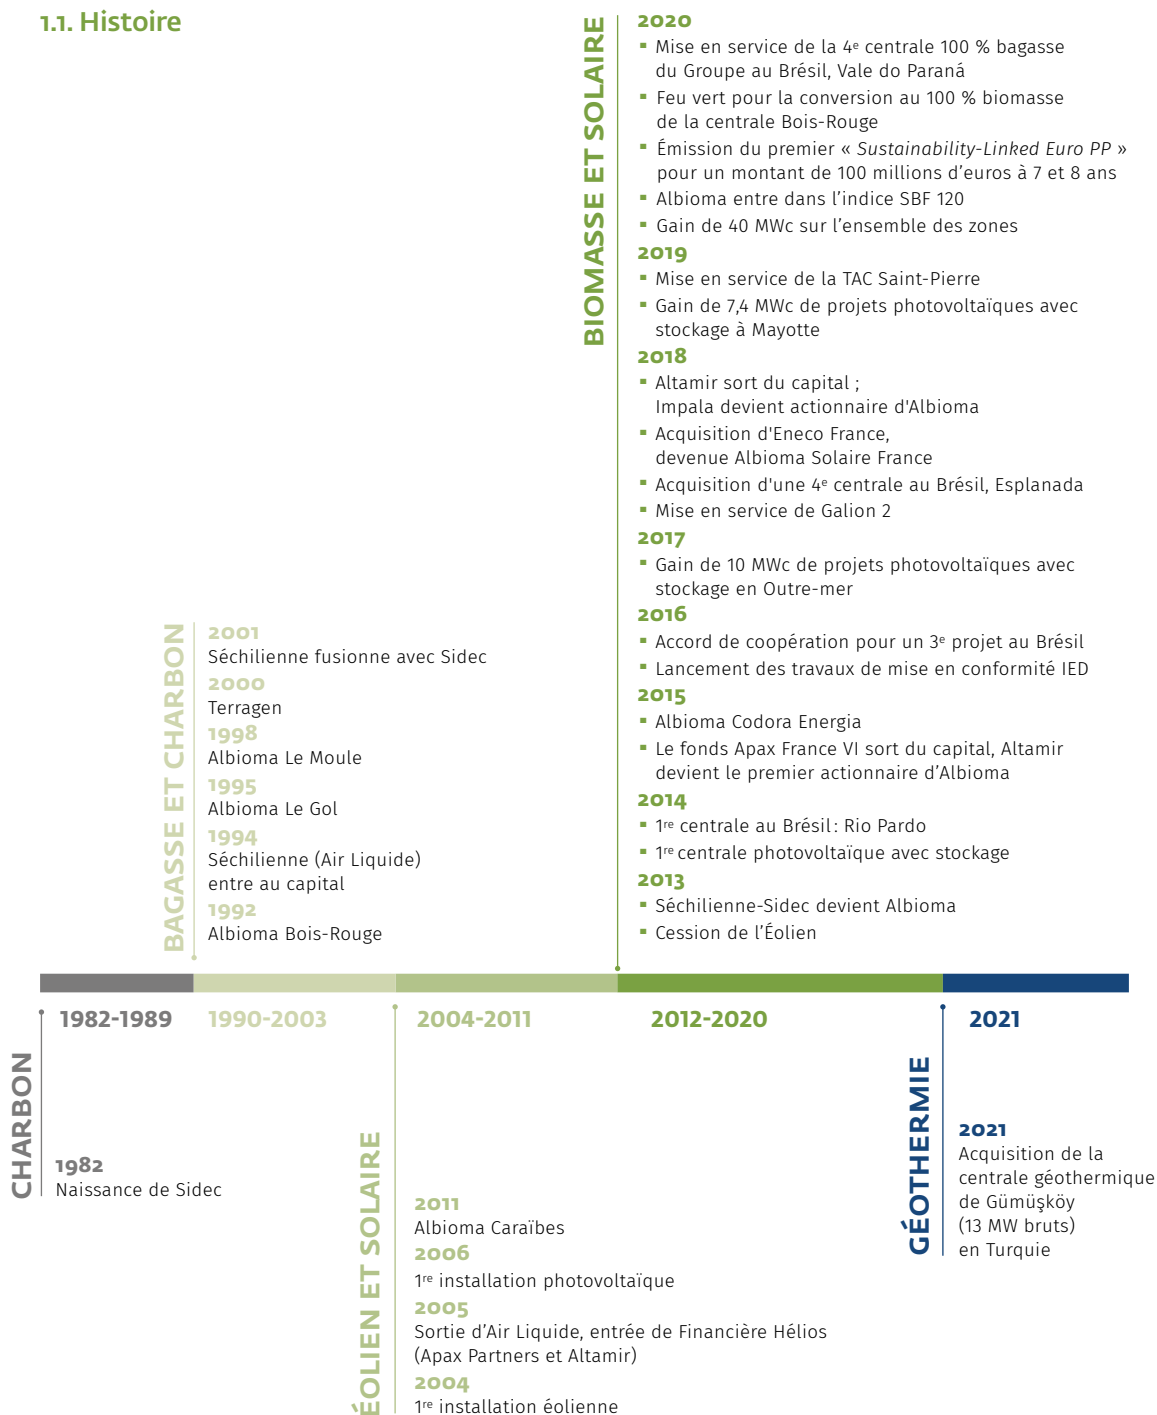 1.1. Histoire
BIOMASSE ET SOLAIRE
2020
▪ Mise en service de la 4e centrale 100 % bagasse
du Groupe au Brésil, Vale do Paraná
▪ Feu vert pour la conversion au 100 % biomasse
de la centrale Bois-Rouge
▪ Émission du premier « Sustainability-Linked Euro PP »
pour un montant de 100 millions d’euros à 7 et 8 ans
▪ Albioma entre dans l’indice SBF 120
▪ Gain de 40 MWc sur l’ensemble des zones
2019
▪ Mise en service de la TAC Saint-Pierre
▪ Gain de 7,4 MWc de projets photovoltaïques avec
stockage à Mayotte
2018
▪ Altamir sort du capital ;
Impala devient actionnaire d'Albioma
▪ Acquisition d'Eneco France,
devenue Albioma Solaire France
▪ Acquisition d'une 4e centrale au Brésil, Esplanada
▪ Mise en service de Galion 2
2017
▪ Gain de 10 MWc de projets photovoltaïques avec
stockage en Outre-mer
2016
▪ Accord de coopération pour un 3e projet au Brésil
▪ Lancement des travaux de mise en conformité IED
2015
▪ Albioma Codora Energia
▪ Le fonds Apax France VI sort du capital, Altamir
devient le premier actionnaire d’Albioma
2014
▪ 1re centrale au Brésil : Rio Pardo
▪ 1re centrale photovoltaïque avec stockage
2013
▪ Séchilienne-Sidec devient Albioma
▪ Cession de l’Éolien
BAGASSE ET CHARBON
2001
Séchilienne fusionne avec Sidec
2000
Terragen
1998
Albioma Le Moule
1995
Albioma Le Gol
1994
Séchilienne (Air Liquide)
entre au capital
1992
Albioma Bois-Rouge
1982-1989
1990-2003
2004-2011
2012-2020
2021
CHARBON
1982
Naissance de Sidec
ÉOLIEN ET SOLAIRE
2011
Albioma Caraïbes
2006
1re installation photovoltaïque
2005
Sortie d’Air Liquide, entrée de Financière Hélios
(Apax Partners et Altamir)
2004
1re installation éolienne
GÉOTHERMIE
2021
Acquisition de la
centrale géothermique
de Gümüşköy
(13 MW bruts)
en Turquie